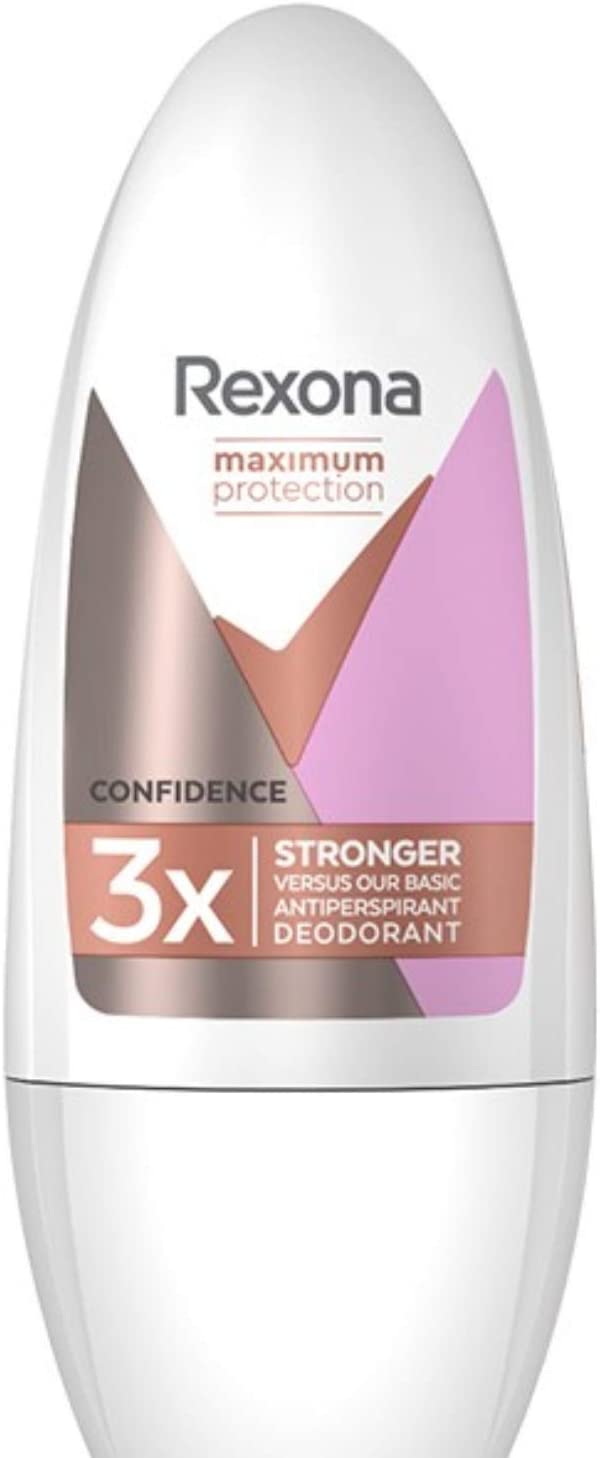 Rexona
maximum
protection
CONFIDENCE
3x
STRONGER
VERSUS OUR BASIC
ANTIPERSPIRANT
DEODORANT